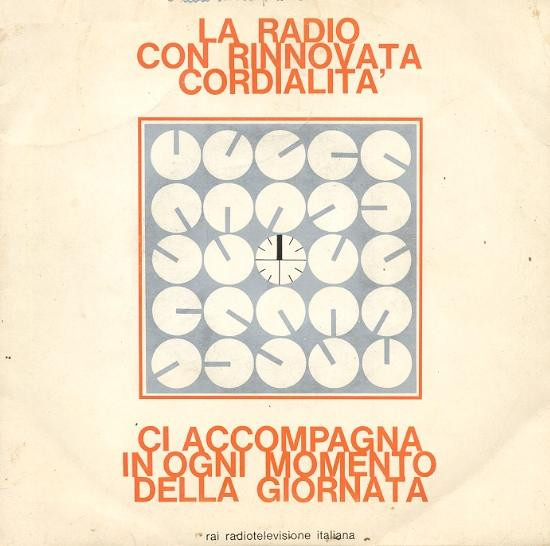 LA RADIO
CON RINNOVATA
CORDIALITA'
CI ACCOMPAGNA
IN OGNI MOMENTO
DELLA GIORNATA
rai radiotelevisione italiana